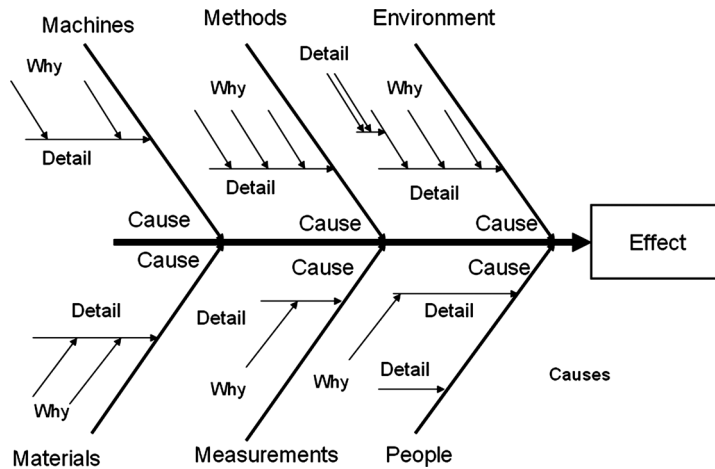 Machines
Methods
Environment
Why
Detail
Why
Why
Detail
Detail
Detail
Cause
Cause
Cause
Effect
Cause
Cause
Cause
Detail
Detail
Detail
Why
Why
Detail
Causes
Why
Materials
Measurements
People